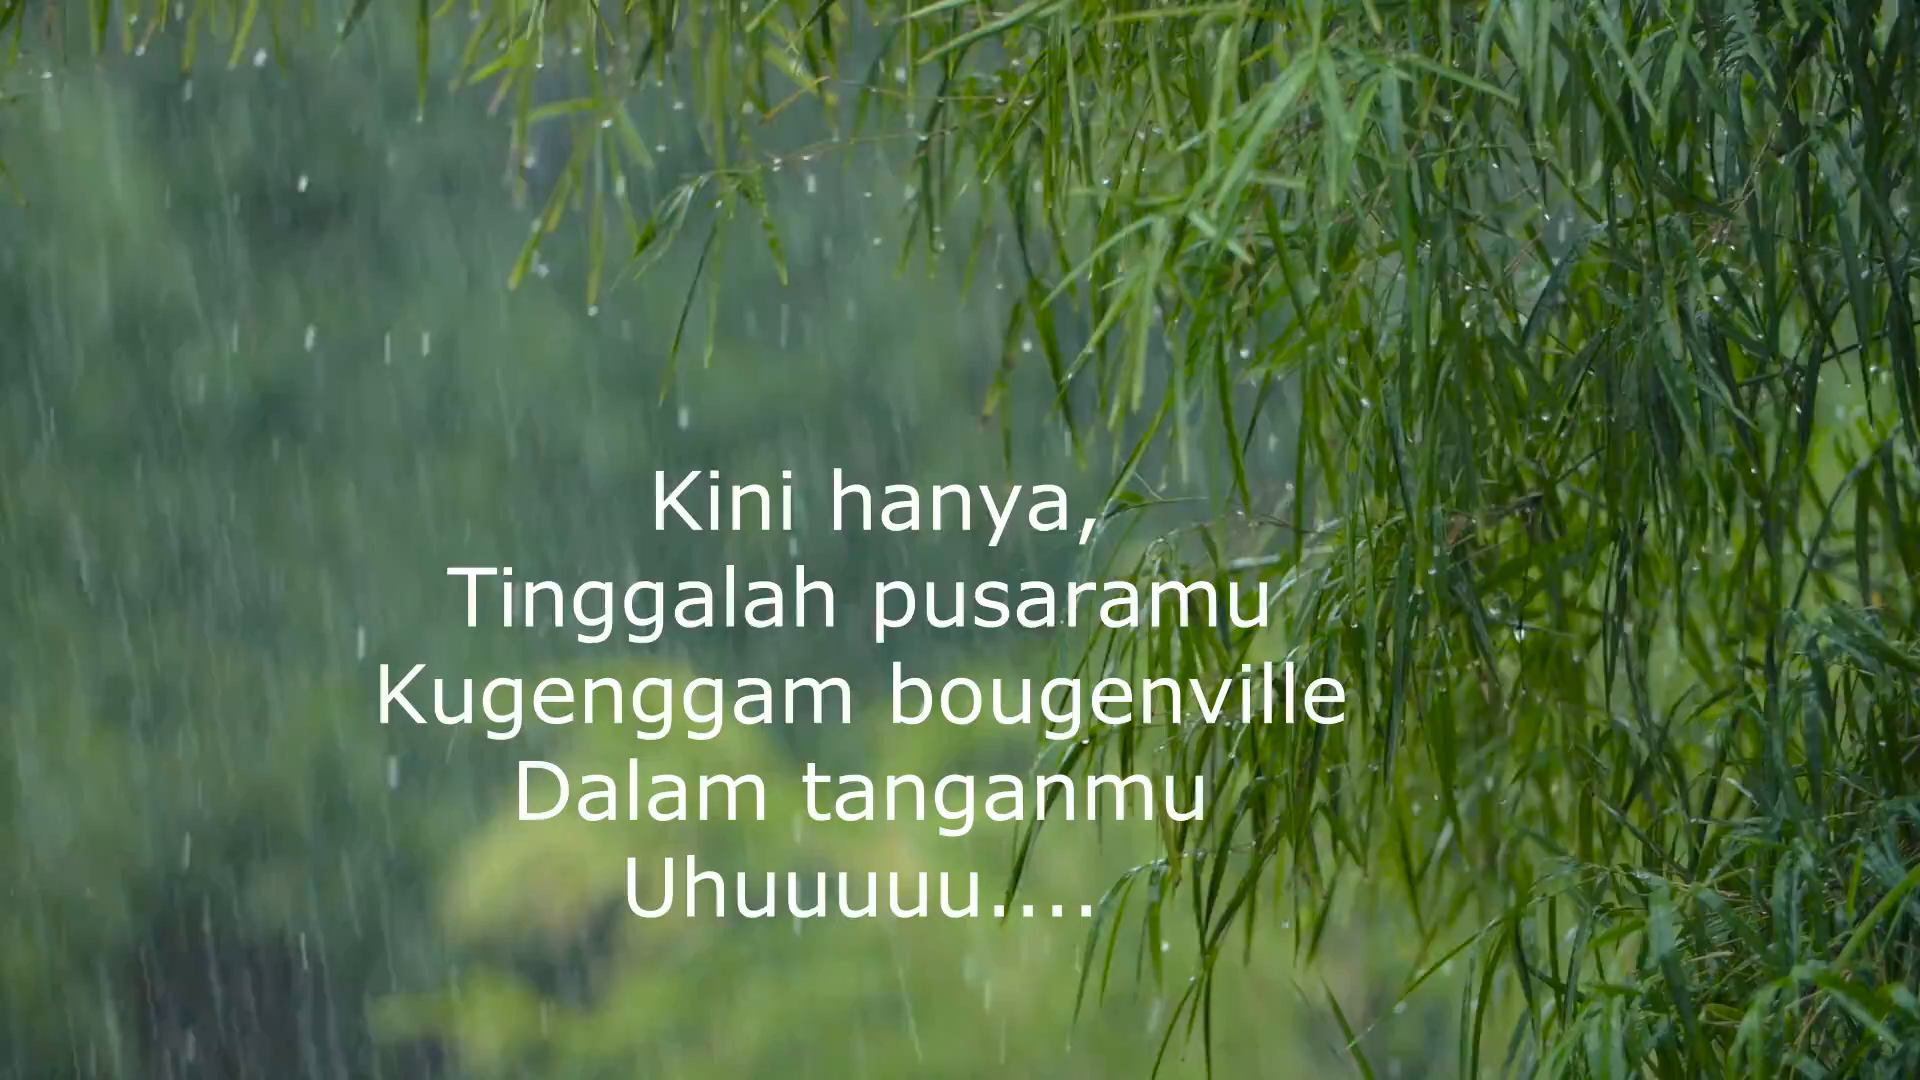 Kini hanya,
Tinggalah pusaramu
Kugenggam bougenville
Dalam tanganmu
Uhuuuuu....